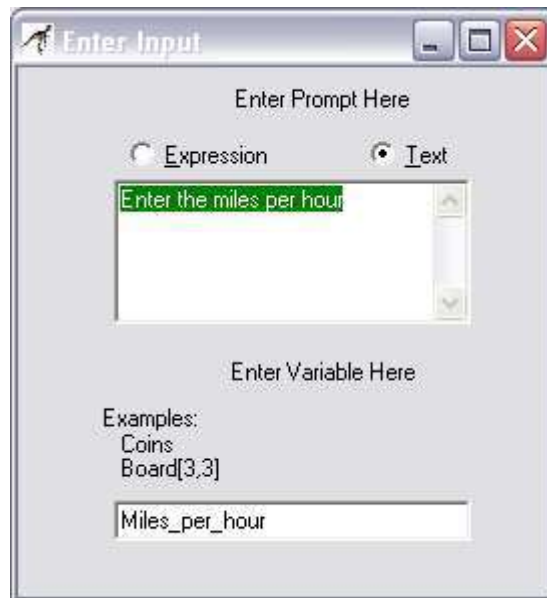 Enter Input
Enter Prompt Here
Expression Text
Enter the miles per hour
Enter Variable Here
Examples:
Coins
Board[3,3]
Miles_per_hour